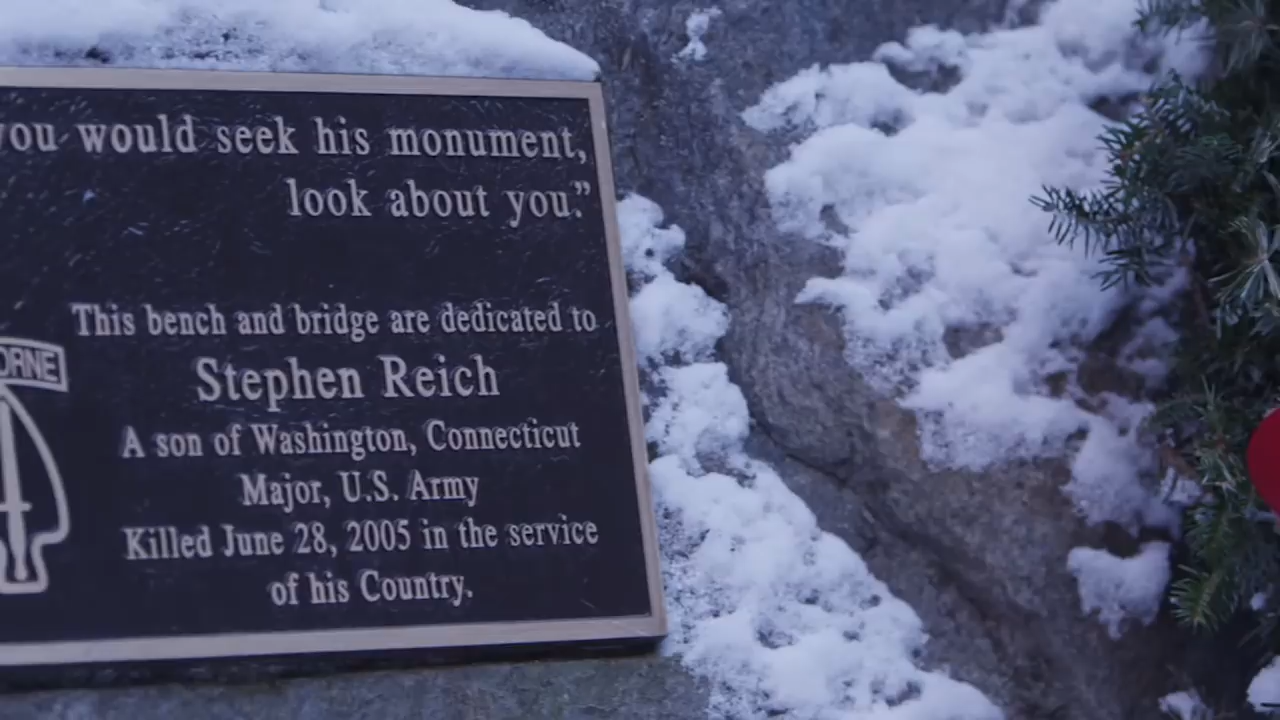 you would seek his monument,
look about you."
This bench and bridge are dedicated to
ORNE
Stephen Reich
A son of Washington, Connecticut
Major, U.S. Army
Killed June 28, 2005 in the service
of his Country.